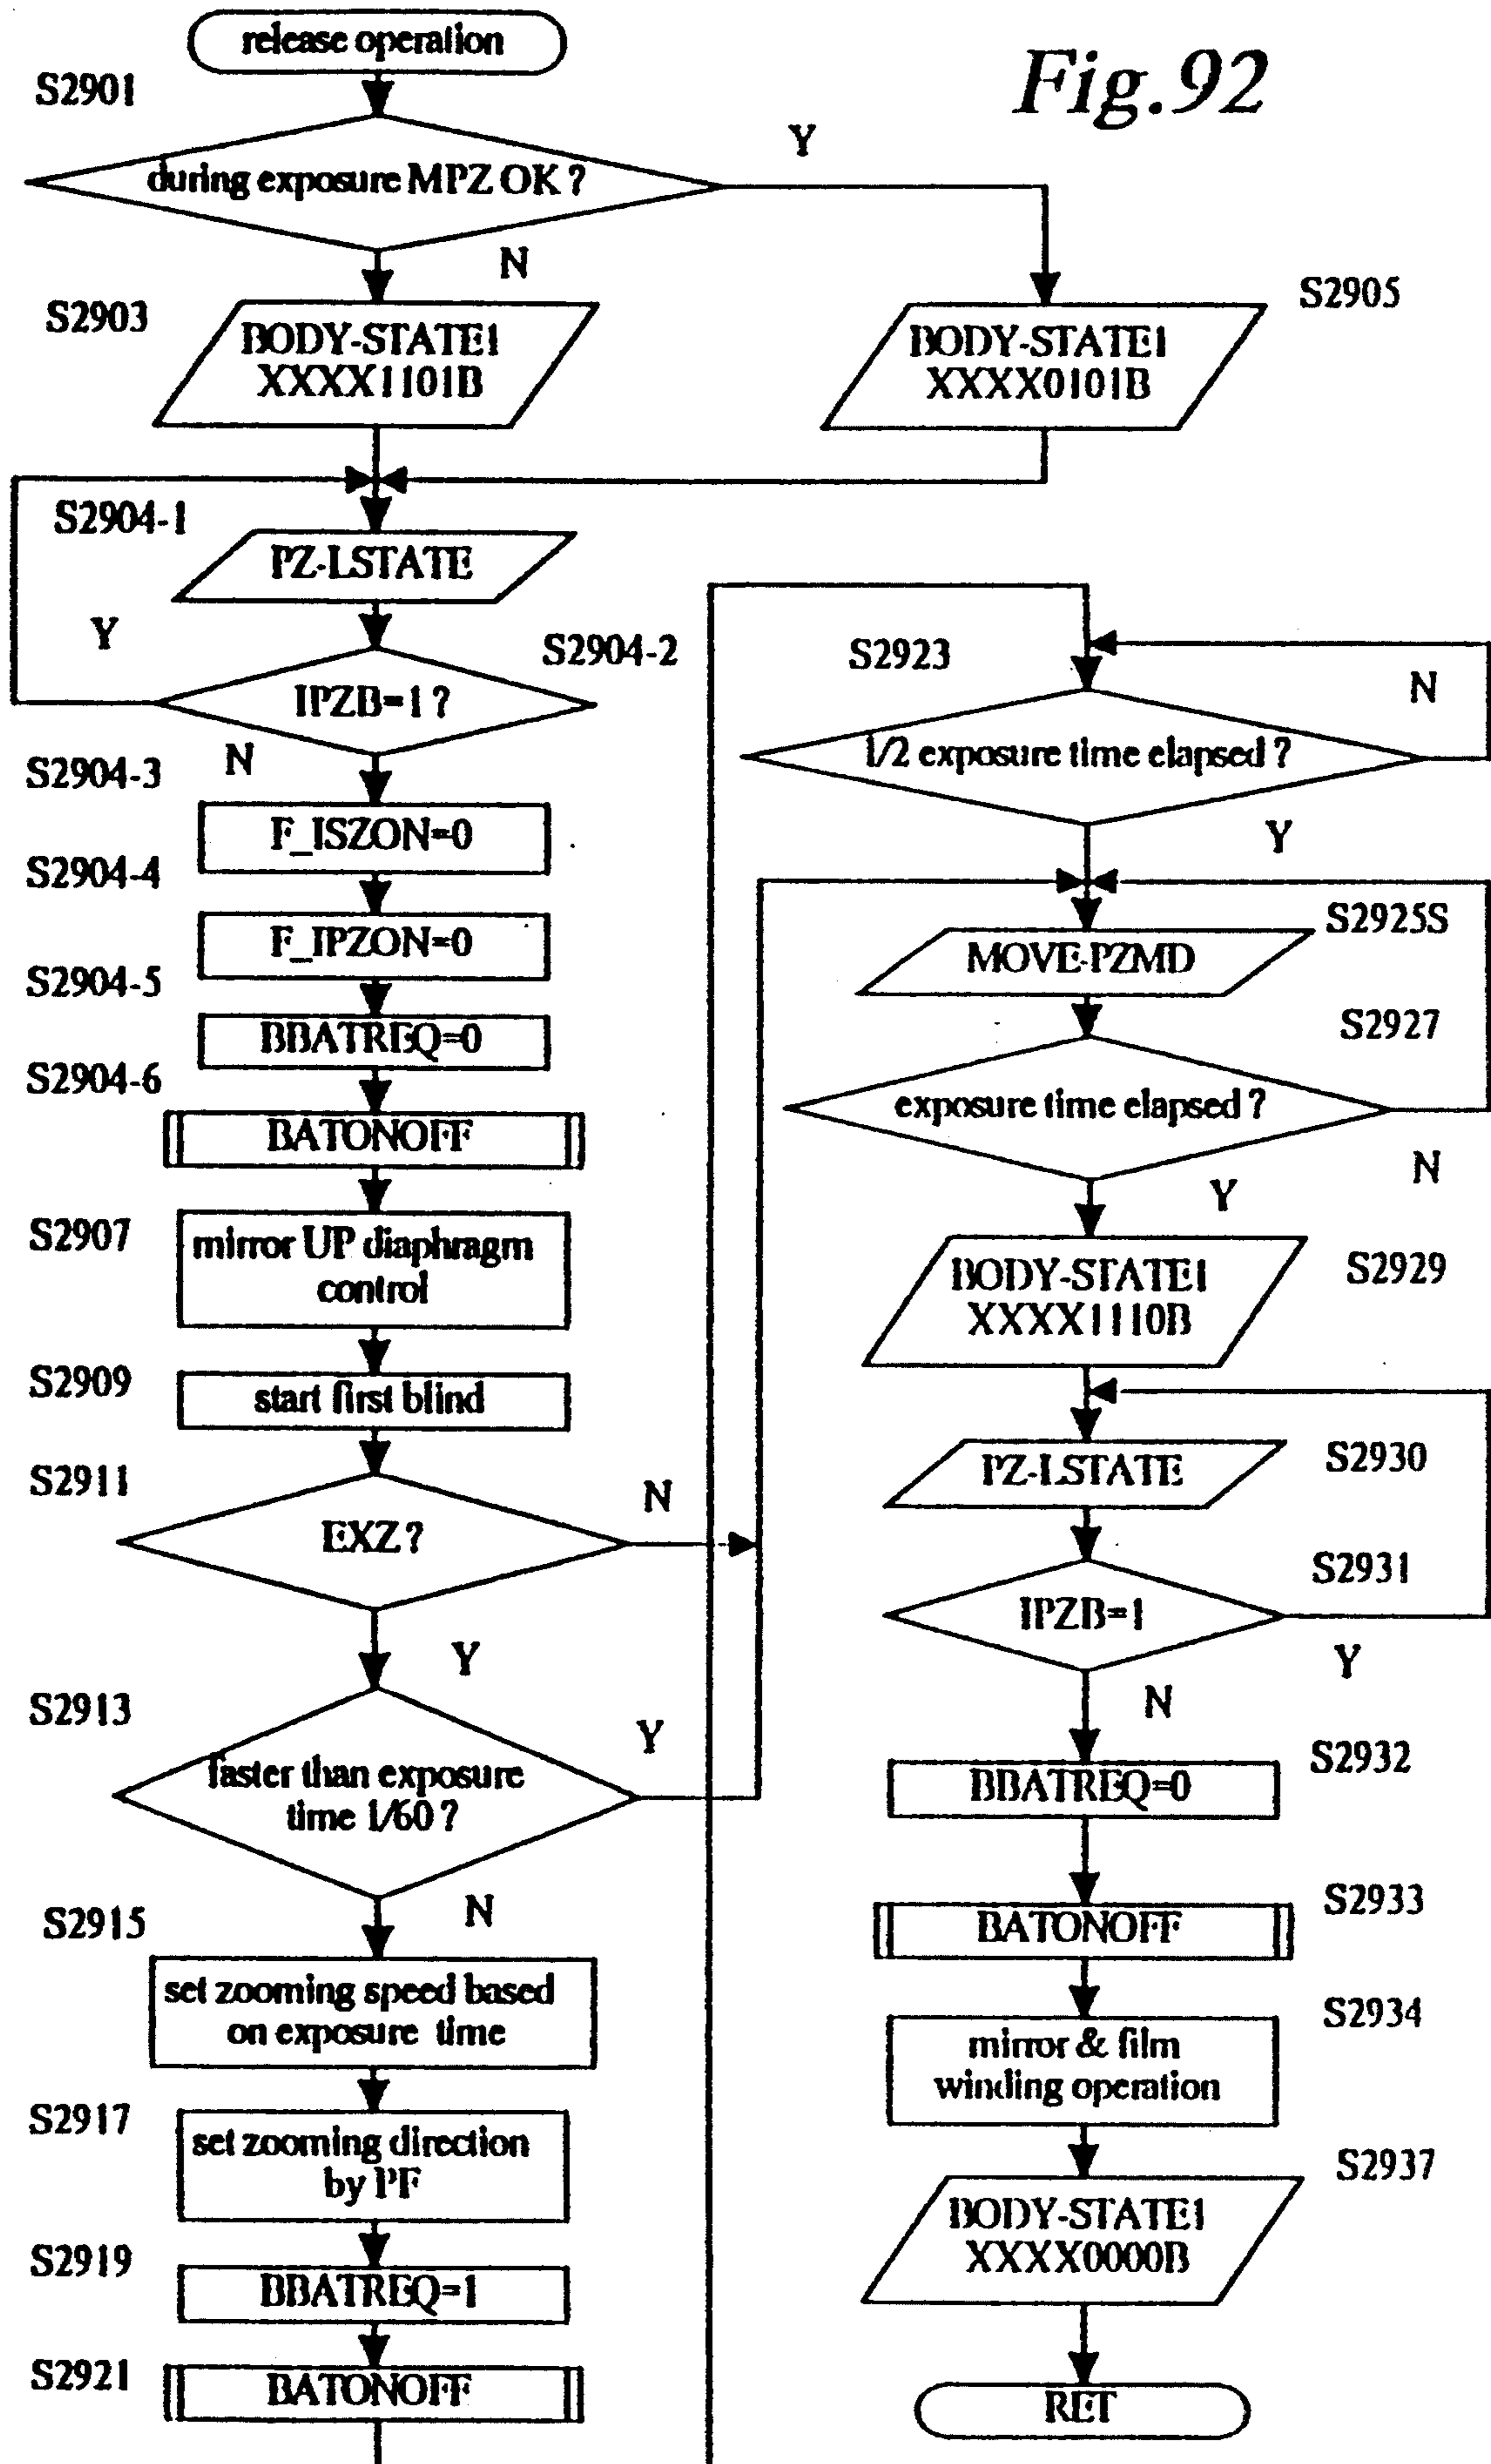 Fig.92
release operation
S2901
during exposure MPZ OK ?
Y
N
S2903
BODY-STATE1
XXXX1101B
S2905
BODY-STATE1
XXXX0101B
S2904-1
PZ-LSTATE
Y
S2904-2
IPZB=1 ?
N
S2904-3
F_ISZON=0
S2904-4
F_IPZON=0
S2904-5
BBATREQ=0
S2904-6
BATONOFF
S2907
mirror UP diaphragm
control
S2909
start first blind
S2911
EXZ ?
N
Y
S2913
faster than exposure
time 1/60 ?
Y
N
S2915
set zooming speed based
on exposure time
S2917
set zooming direction
by PF
S2919
BBATREQ=1
S2921
BATONOFF
S2923
1/2 exposure time elapsed ?
N
Y
S2925S
MOVE-PZMD
S2927
exposure time elapsed ?
N
Y
S2929
BODY-STATE1
XXXX1110B
S2930
PZ-LSTATE
S2931
IPZB=1
Y
N
S2932
BBATREQ=0
S2933
BATONOFF
S2934
mirror & film
winding operation
S2937
BODY-STATE1
XXXX0000B
RET